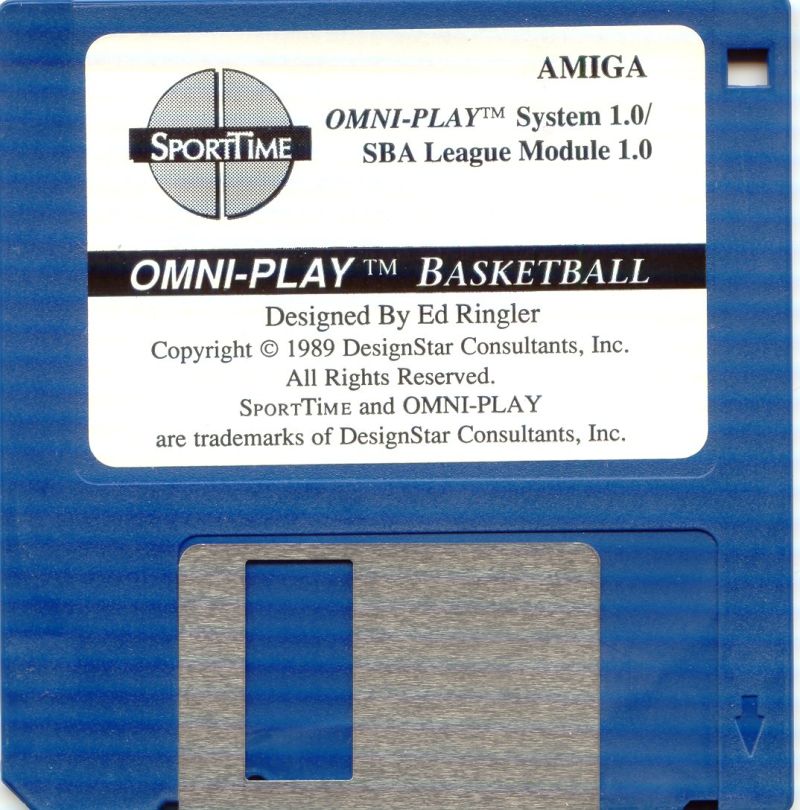 AMIGA
OMNI-PLAY™ System 1.0/
SBA League Module 1.0
SPORTTIME
OMNI-PLAY™ BASKETBALL
Designed By Ed Ringler
Copyright © 1989 DesignStar Consultants, Inc.
All Rights Reserved.
SPORTTIME and OMNI-PLAY
are trademarks of DesignStar Consultants, Inc.